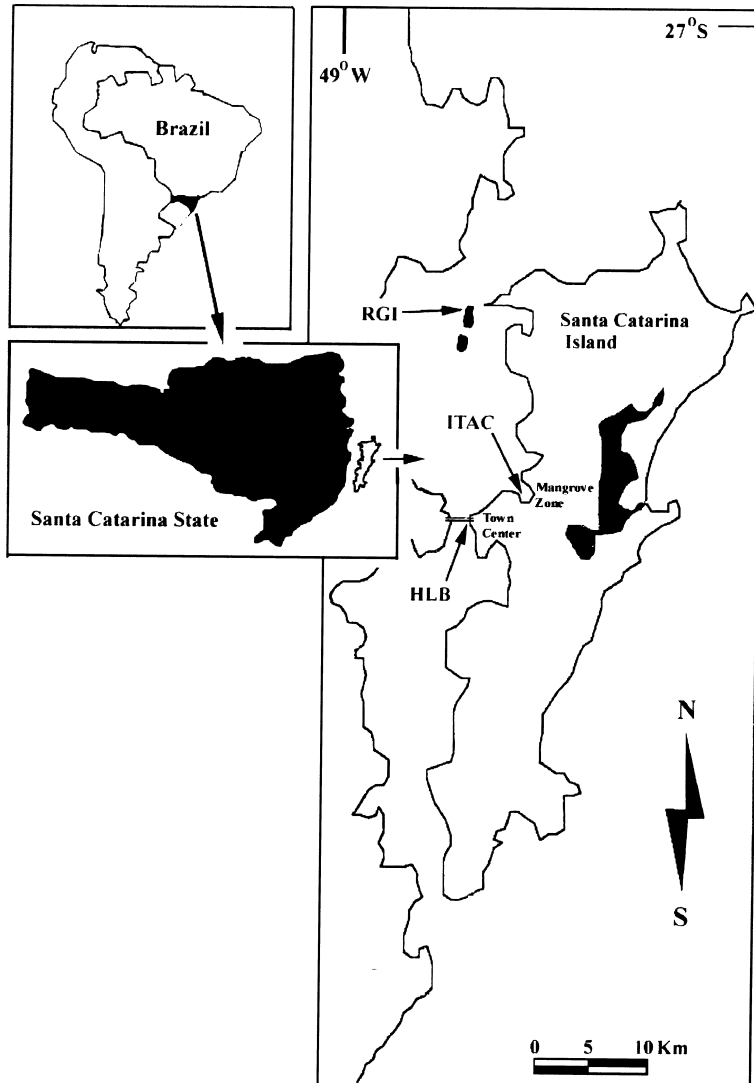 27°S
49°W
Brazil
RGI
Santa Catarina
Island
ITAC
Mangrove
Zone
Santa Catarina State
Town
Center
HLB
N
S
0 5 10 Km